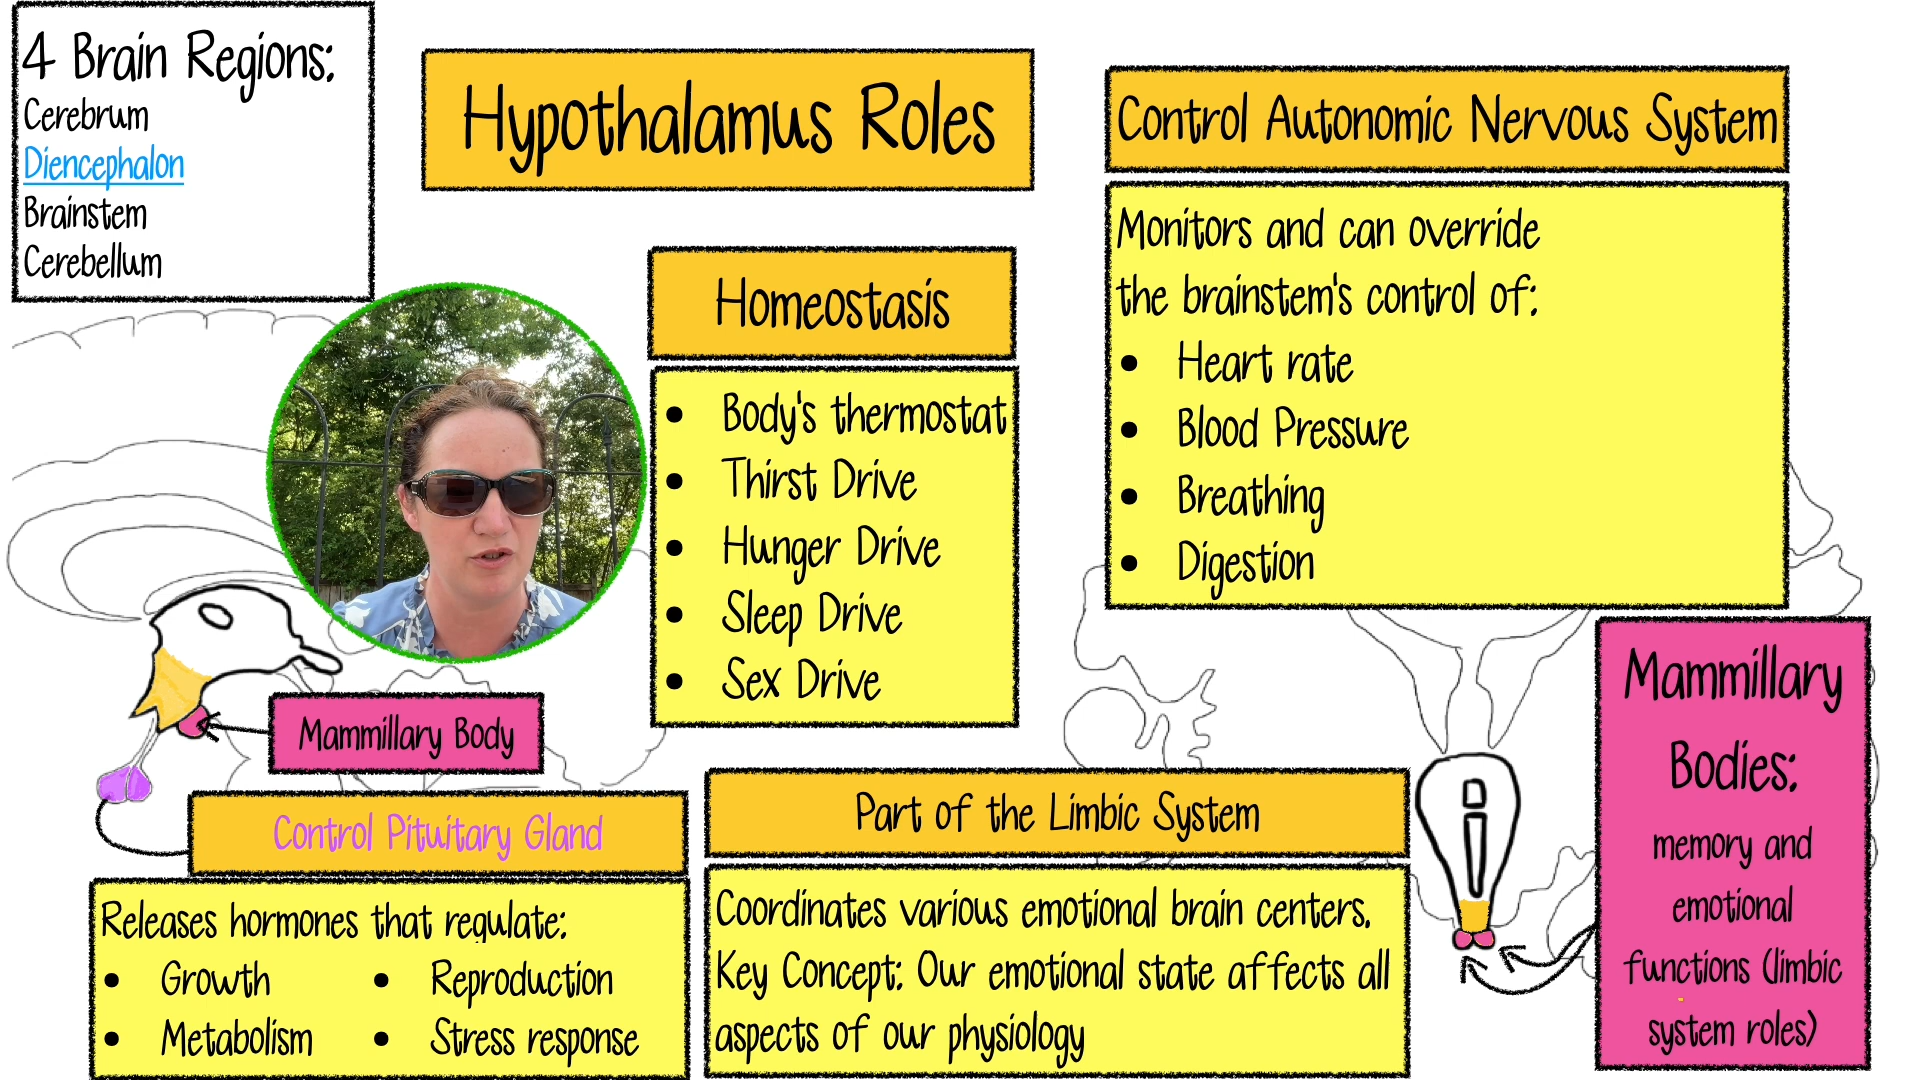 4 Brain Regions:
Cerebrum
Diencephalon
Brainstem
Cerebellum
Hypothalamus Roles
Homeostasis
• Body's thermostat
• Thirst Drive
• Hunger Drive
• Sleep Drive
• Sex Drive
Control Autonomic Nervous System
Monitors and can override
the brainstem's control of:
• Heart rate
• Blood Pressure
• Breathing
• Digestion
Mammillary Body
Control Pituitary Gland
Releases hormones that regulate:
• Growth
• Metabolism
• Reproduction
• Stress response
Part of the Limbic System
Coordinates various emotional brain centers.
Key Concept: Our emotional state affects all
aspects of our physiology
Mammillary
Bodies:
memory and
emotional
functions (limbic
system roles)